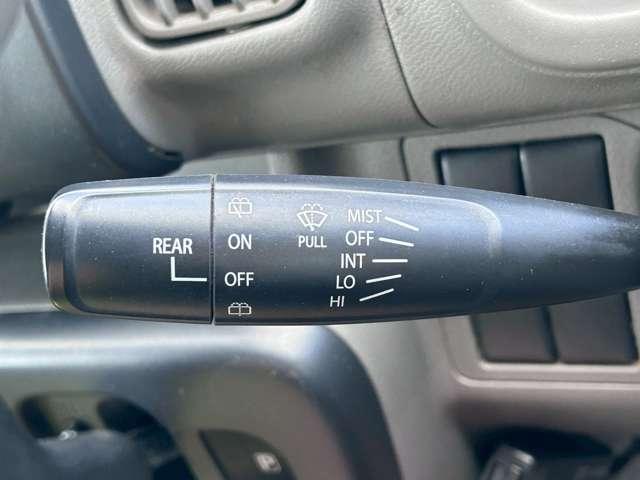 REAR
ON
OFF
PULL
MIST
OFF
INT
LO
HI